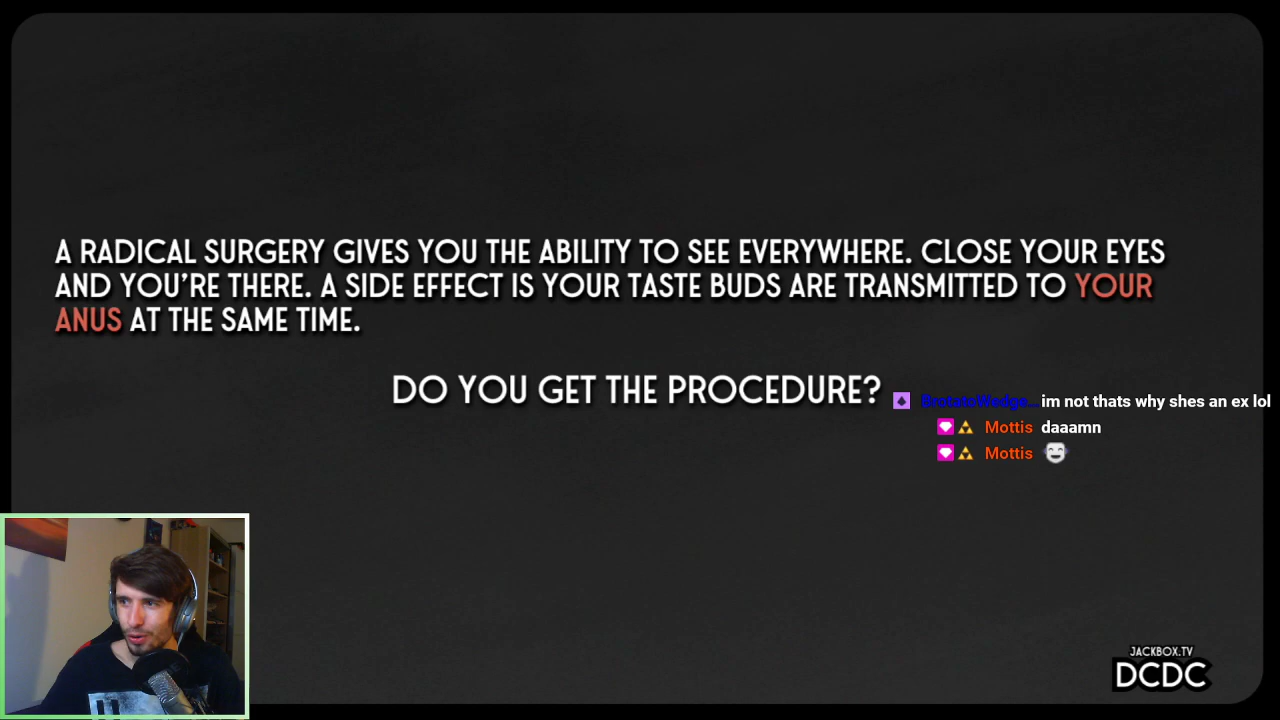 A RADICAL SURGERY GIVES YOU THE ABILITY TO SEE EVERYWHERE. CLOSE YOUR EYES
AND YOU'RE THERE. A SIDE EFFECT IS YOUR TASTE BUDS ARE TRANSMITTED TO YOUR
ANUS AT THE SAME TIME.
DO YOU GET THE PROCEDURE?
BrotatoWedge... im not thats why shes an ex lol
Mottis daaamn
Mottis
JACKBOX.TV
DCDC